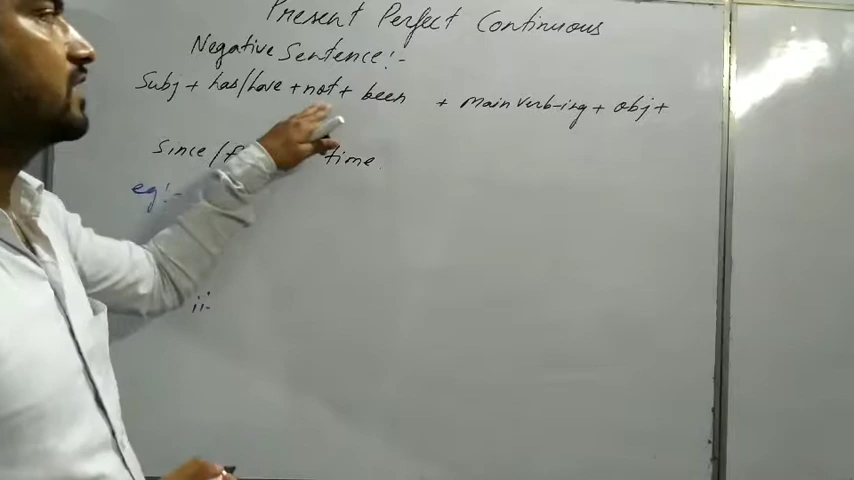 Present Perfect Continuous
Negative Sentence:-
Subj + has/have + not + been + Main verb-ing + obj +
Since / time.
eg:-
ii-